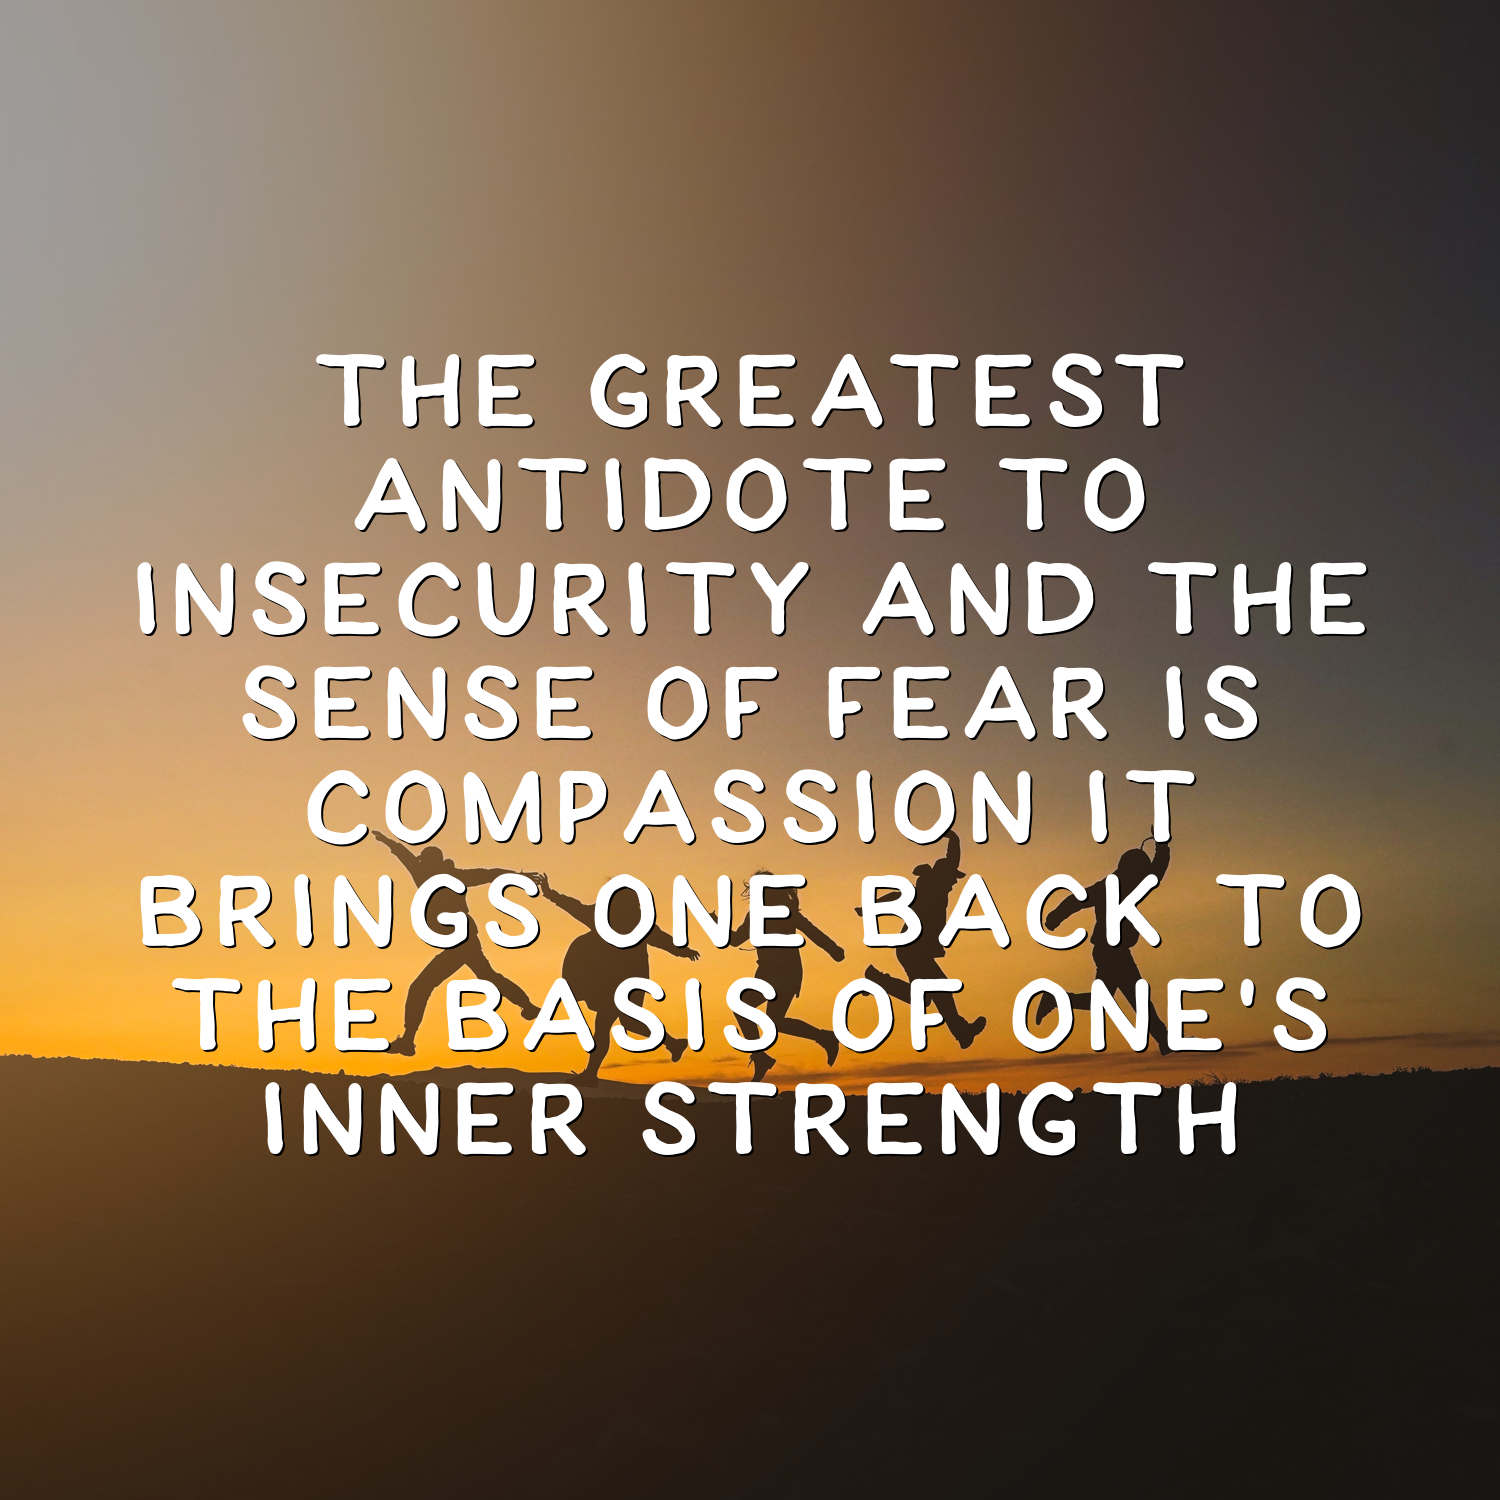 THE GREATEST
ANTIDOTE TO
INSECURITY AND THE
SENSE OF FEAR IS
COMPASSION IT
BRINGS ONE BACK TO
THE BASIS OF ONE'S
INNER STRENGTH